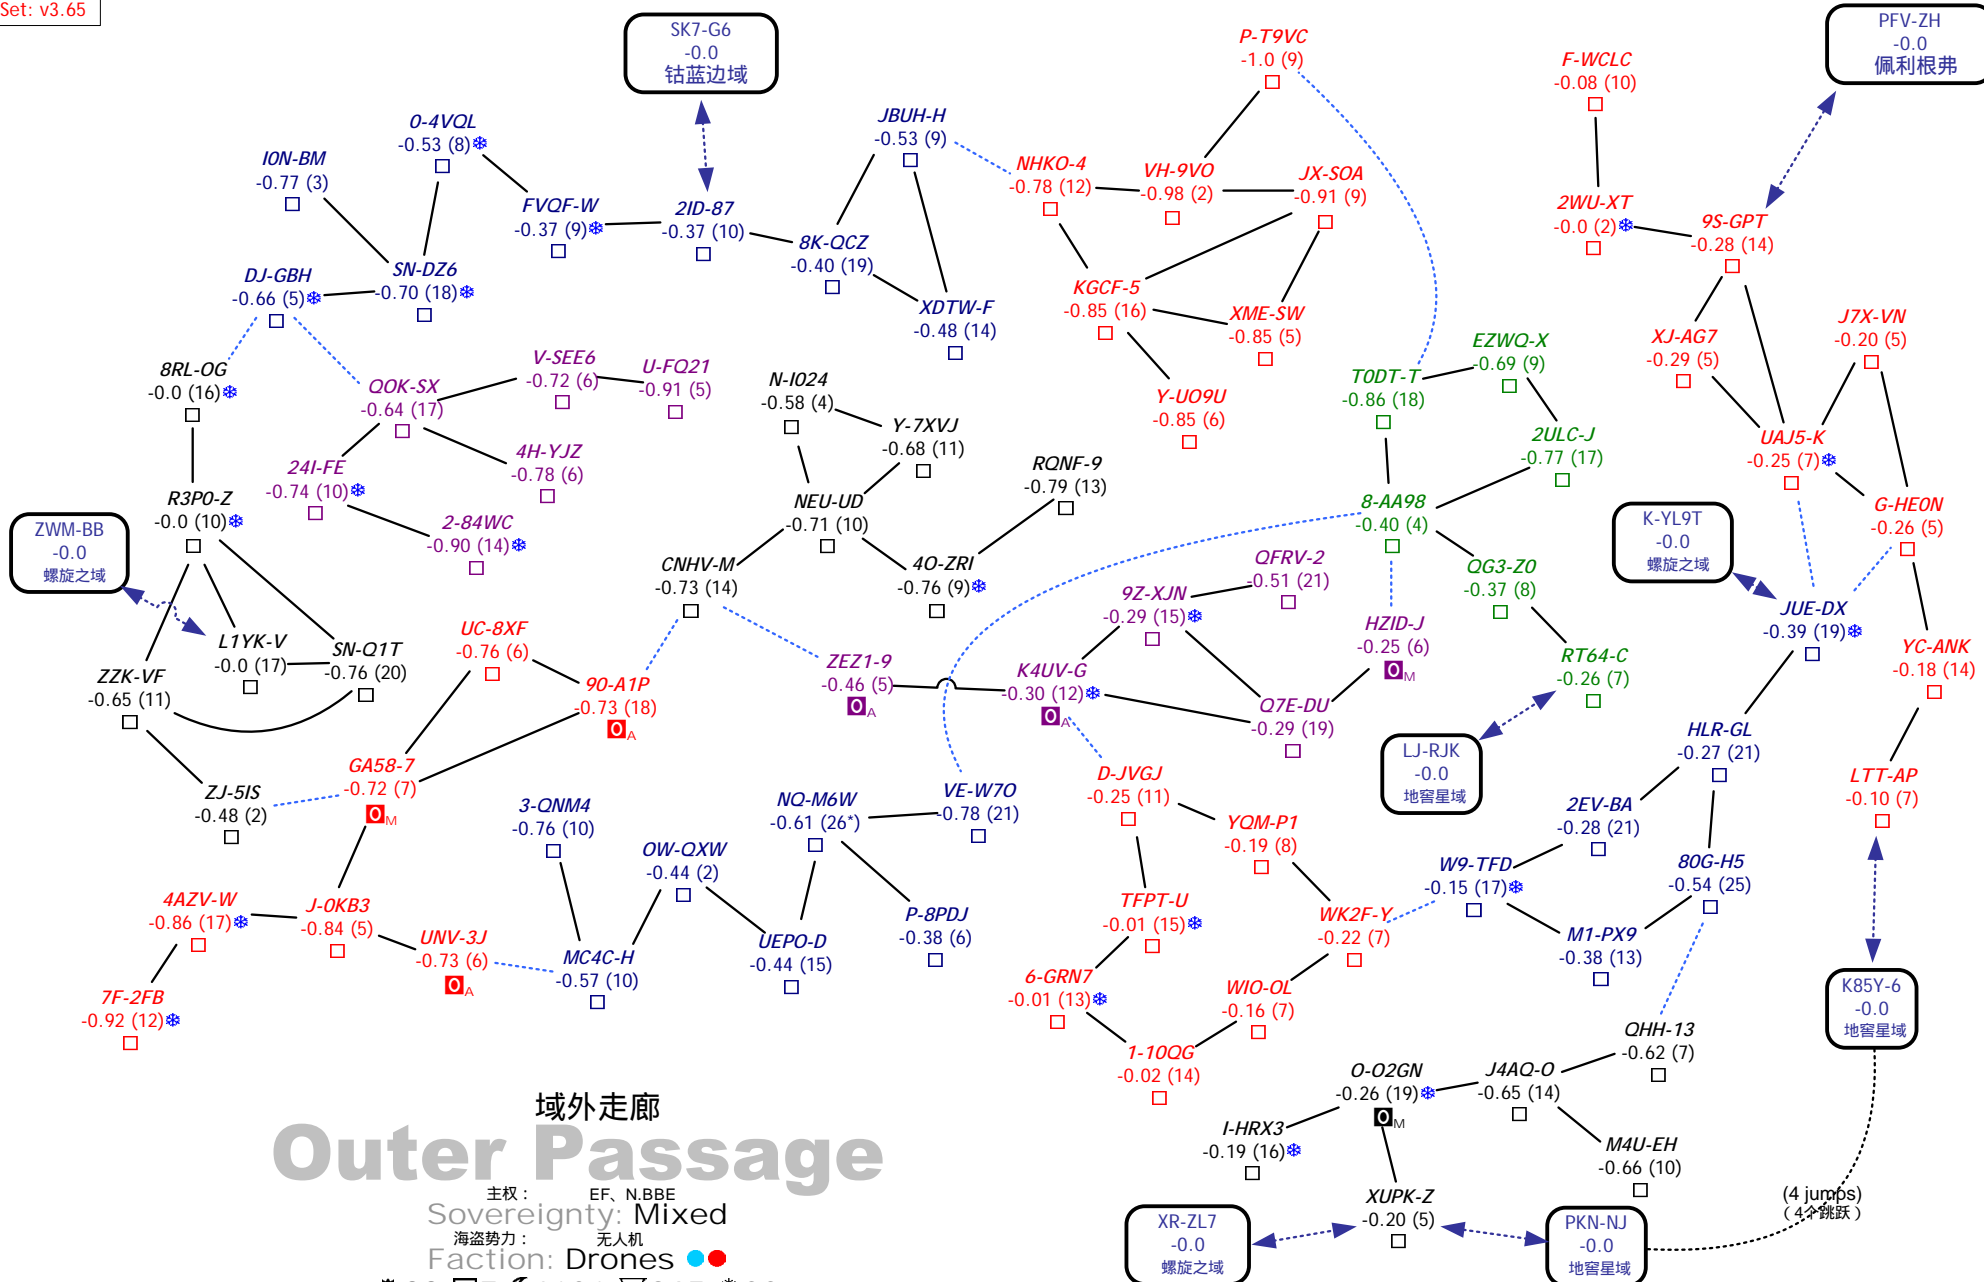 Set: v3.65
SK7-G6
-0.0
钴蓝边域
PFV-ZH
-0.0
佩利根弗
P-T9VC
-1.0 (9)
F-WCLC
-0.08 (10)
0-4VQL
-0.53 (8)
JBUH-H
-0.53 (9)
I0N-BM
-0.77 (3)
NHKO-4
-0.78 (12)
VH-9VO
-0.98 (2)
JX-SOA
-0.91 (9)
FVQF-W
-0.37 (9)
2ID-87
-0.37 (10)
2WU-XT
-0.0 (2)
9S-GPT
-0.28 (14)
8K-QCZ
-0.40 (19)
DJ-GBH
-0.66 (5)
SN-DZ6
-0.70 (18)
KGCF-5
-0.85 (16)
XDTW-F
-0.48 (14)
XME-SW
-0.85 (5)
J7X-VN
-0.20 (5)
XJ-AG7
-0.29 (5)
EZWQ-X
-0.69 (9)
8RL-OG
-0.0 (16)
V-SEE6
-0.72 (6)
U-FQ21
-0.91 (5)
QOK-SX
-0.64 (17)
N-I024
-0.58 (4)
T0DT-T
-0.86 (18)
Y-UO9U
-0.85 (6)
Y-7XVJ
-0.68 (11)
2ULC-J
-0.77 (17)
UAJ5-K
-0.25 (7)
24I-FE
-0.74 (10)
4H-YJZ
-0.78 (6)
RQNF-9
-0.79 (13)
R3P0-Z
-0.0 (10)
NEU-UD
-0.71 (10)
8-AA98
-0.40 (4)
G-HE0N
-0.26 (5)
ZWM-BB
-0.0
螺旋之域
2-84WC
-0.90 (14)
K-YL9T
-0.0
螺旋之域
CNHV-M
-0.73 (14)
4O-ZRI
-0.76 (9)
QFRV-2
-0.51 (21)
QG3-Z0
-0.37 (8)
9Z-XJN
-0.29 (15)
JUE-DX
-0.39 (19)
L1YK-V
-0.0 (17)
SN-Q1T
-0.76 (20)
UC-8XF
-0.76 (6)
HZID-J
-0.25 (6)
O M
YC-ANK
-0.18 (14)
ZZK-VF
-0.65 (11)
90-A1P
-0.73 (18)
O A
ZEZ1-9
-0.46 (5)
O A
K4UV-G
-0.30 (12)
O A
RT64-C
-0.26 (7)
Q7E-DU
-0.29 (19)
HLR-GL
-0.27 (21)
LJ-RJK
-0.0
地窖星域
GA58-7
-0.72 (7)
O M
D-JVGJ
-0.25 (11)
LTT-AP
-0.10 (7)
ZJ-5IS
-0.48 (2)
3-QNM4
-0.76 (10)
NQ-M6W
-0.61 (26*)
VE-W7O
-0.78 (21)
2EV-BA
-0.28 (21)
YQM-P1
-0.19 (8)
OW-QXW
-0.44 (2)
W9-TFD
-0.15 (17)
80G-H5
-0.54 (25)
4AZV-W
-0.86 (17)
J-0KB3
-0.84 (5)
TFPT-U
-0.01 (15)
P-8PDJ
-0.38 (6)
WK2F-Y
-0.22 (7)
UNV-3J
-0.73 (6)
O A
UEPO-D
-0.44 (15)
M1-PX9
-0.38 (13)
MC4C-H
-0.57 (10)
6-GRN7
-0.01 (13)
WIO-OL
-0.16 (7)
K85Y-6
-0.0
地窖星域
7F-2FB
-0.92 (12)
QHH-13
-0.62 (7)
1-10QG
-0.02 (14)
O-O2GN
-0.26 (19)
O M
J4AQ-O
-0.65 (14)
域外走廊
Outer Passage
I-HRX3
-0.19 (16)
M4U-EH
-0.66 (10)
主权： EF、N.BBE
Sovereignty: Mixed
XUPK-Z
-0.20 (5)
(4 jumps)
（4个跳跃）
XR-ZL7
-0.0
螺旋之域
PKN-NJ
-0.0
地窖星域
海盗势力： 无人机
Faction: Drones